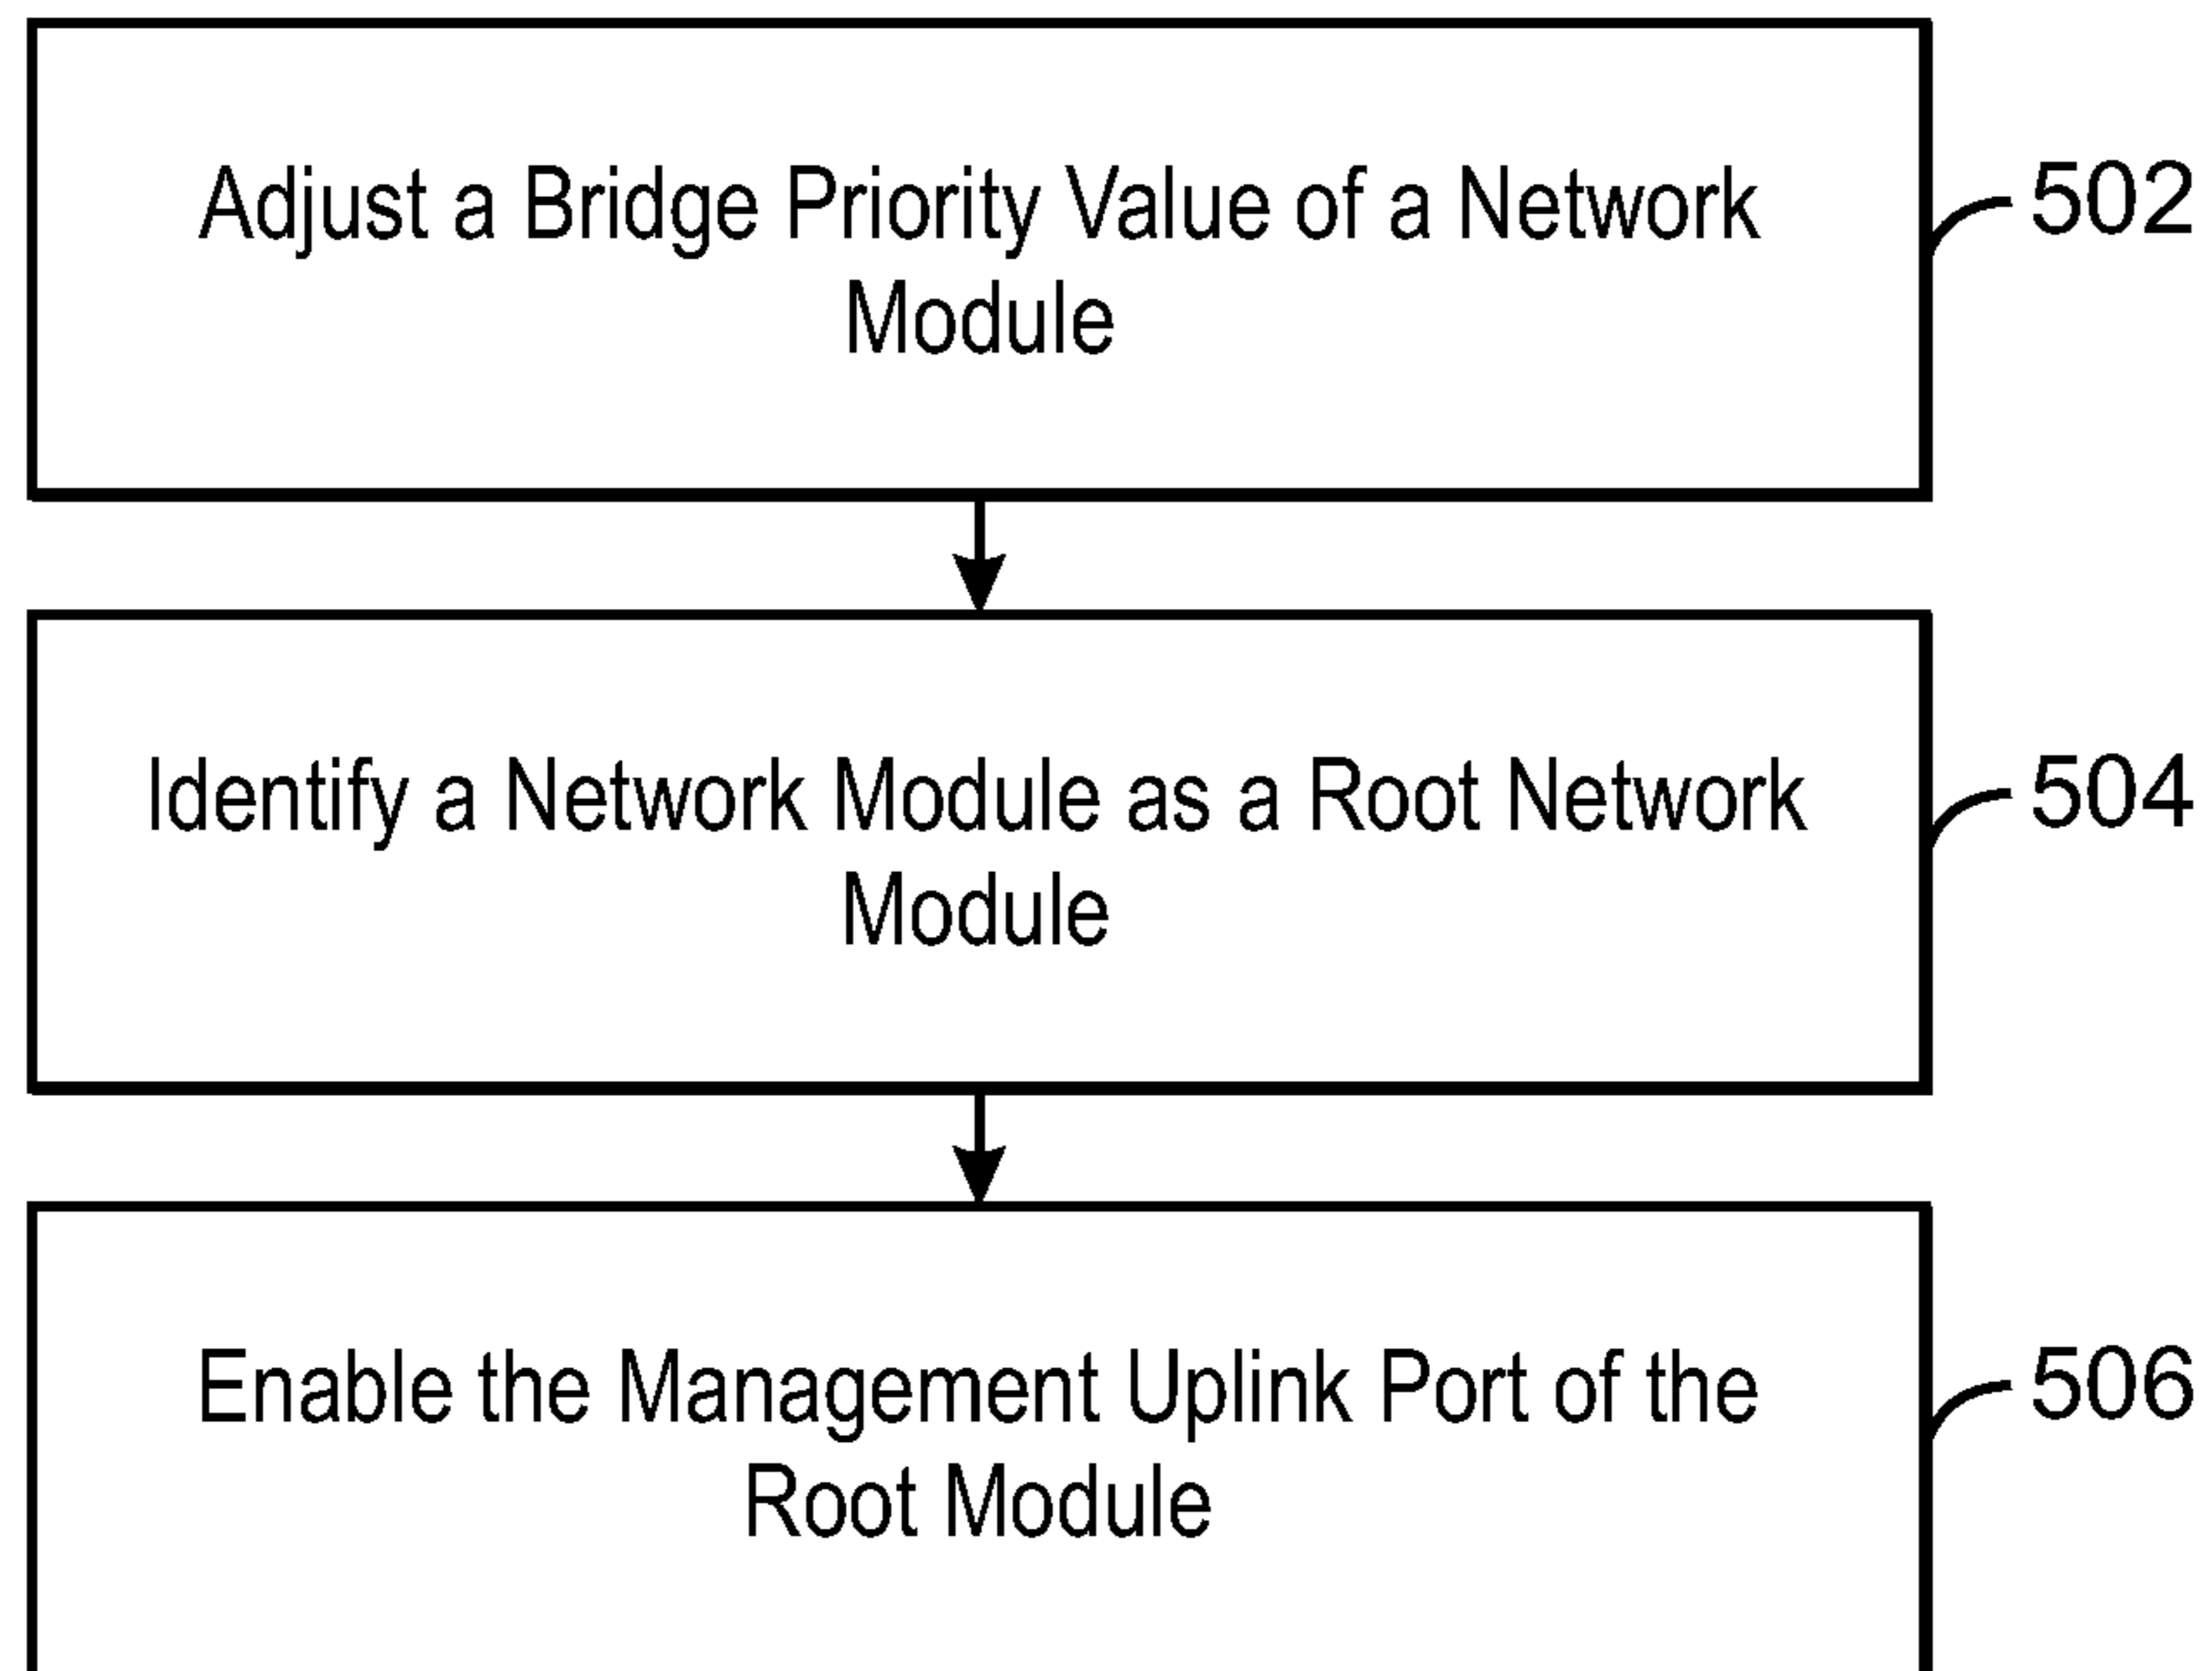 Adjust a Bridge Priority Value of a Network
Module
502
Identify a Network Module as a Root Network
Module
504
Enable the Management Uplink Port of the
Root Module
506